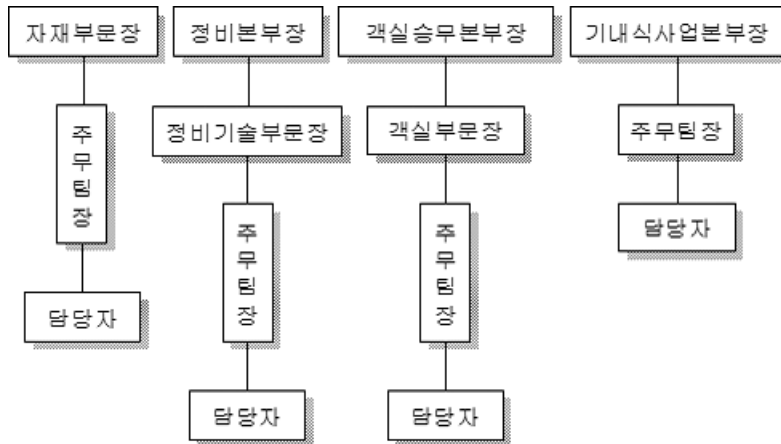 자재부문장 정비본부장 객실승무본부장 기내식사업본부장
주무팀장 정비기술부문장 객실부문장 주무팀장
주무팀장 주무팀장 담당자
담당자
담당자 담당자